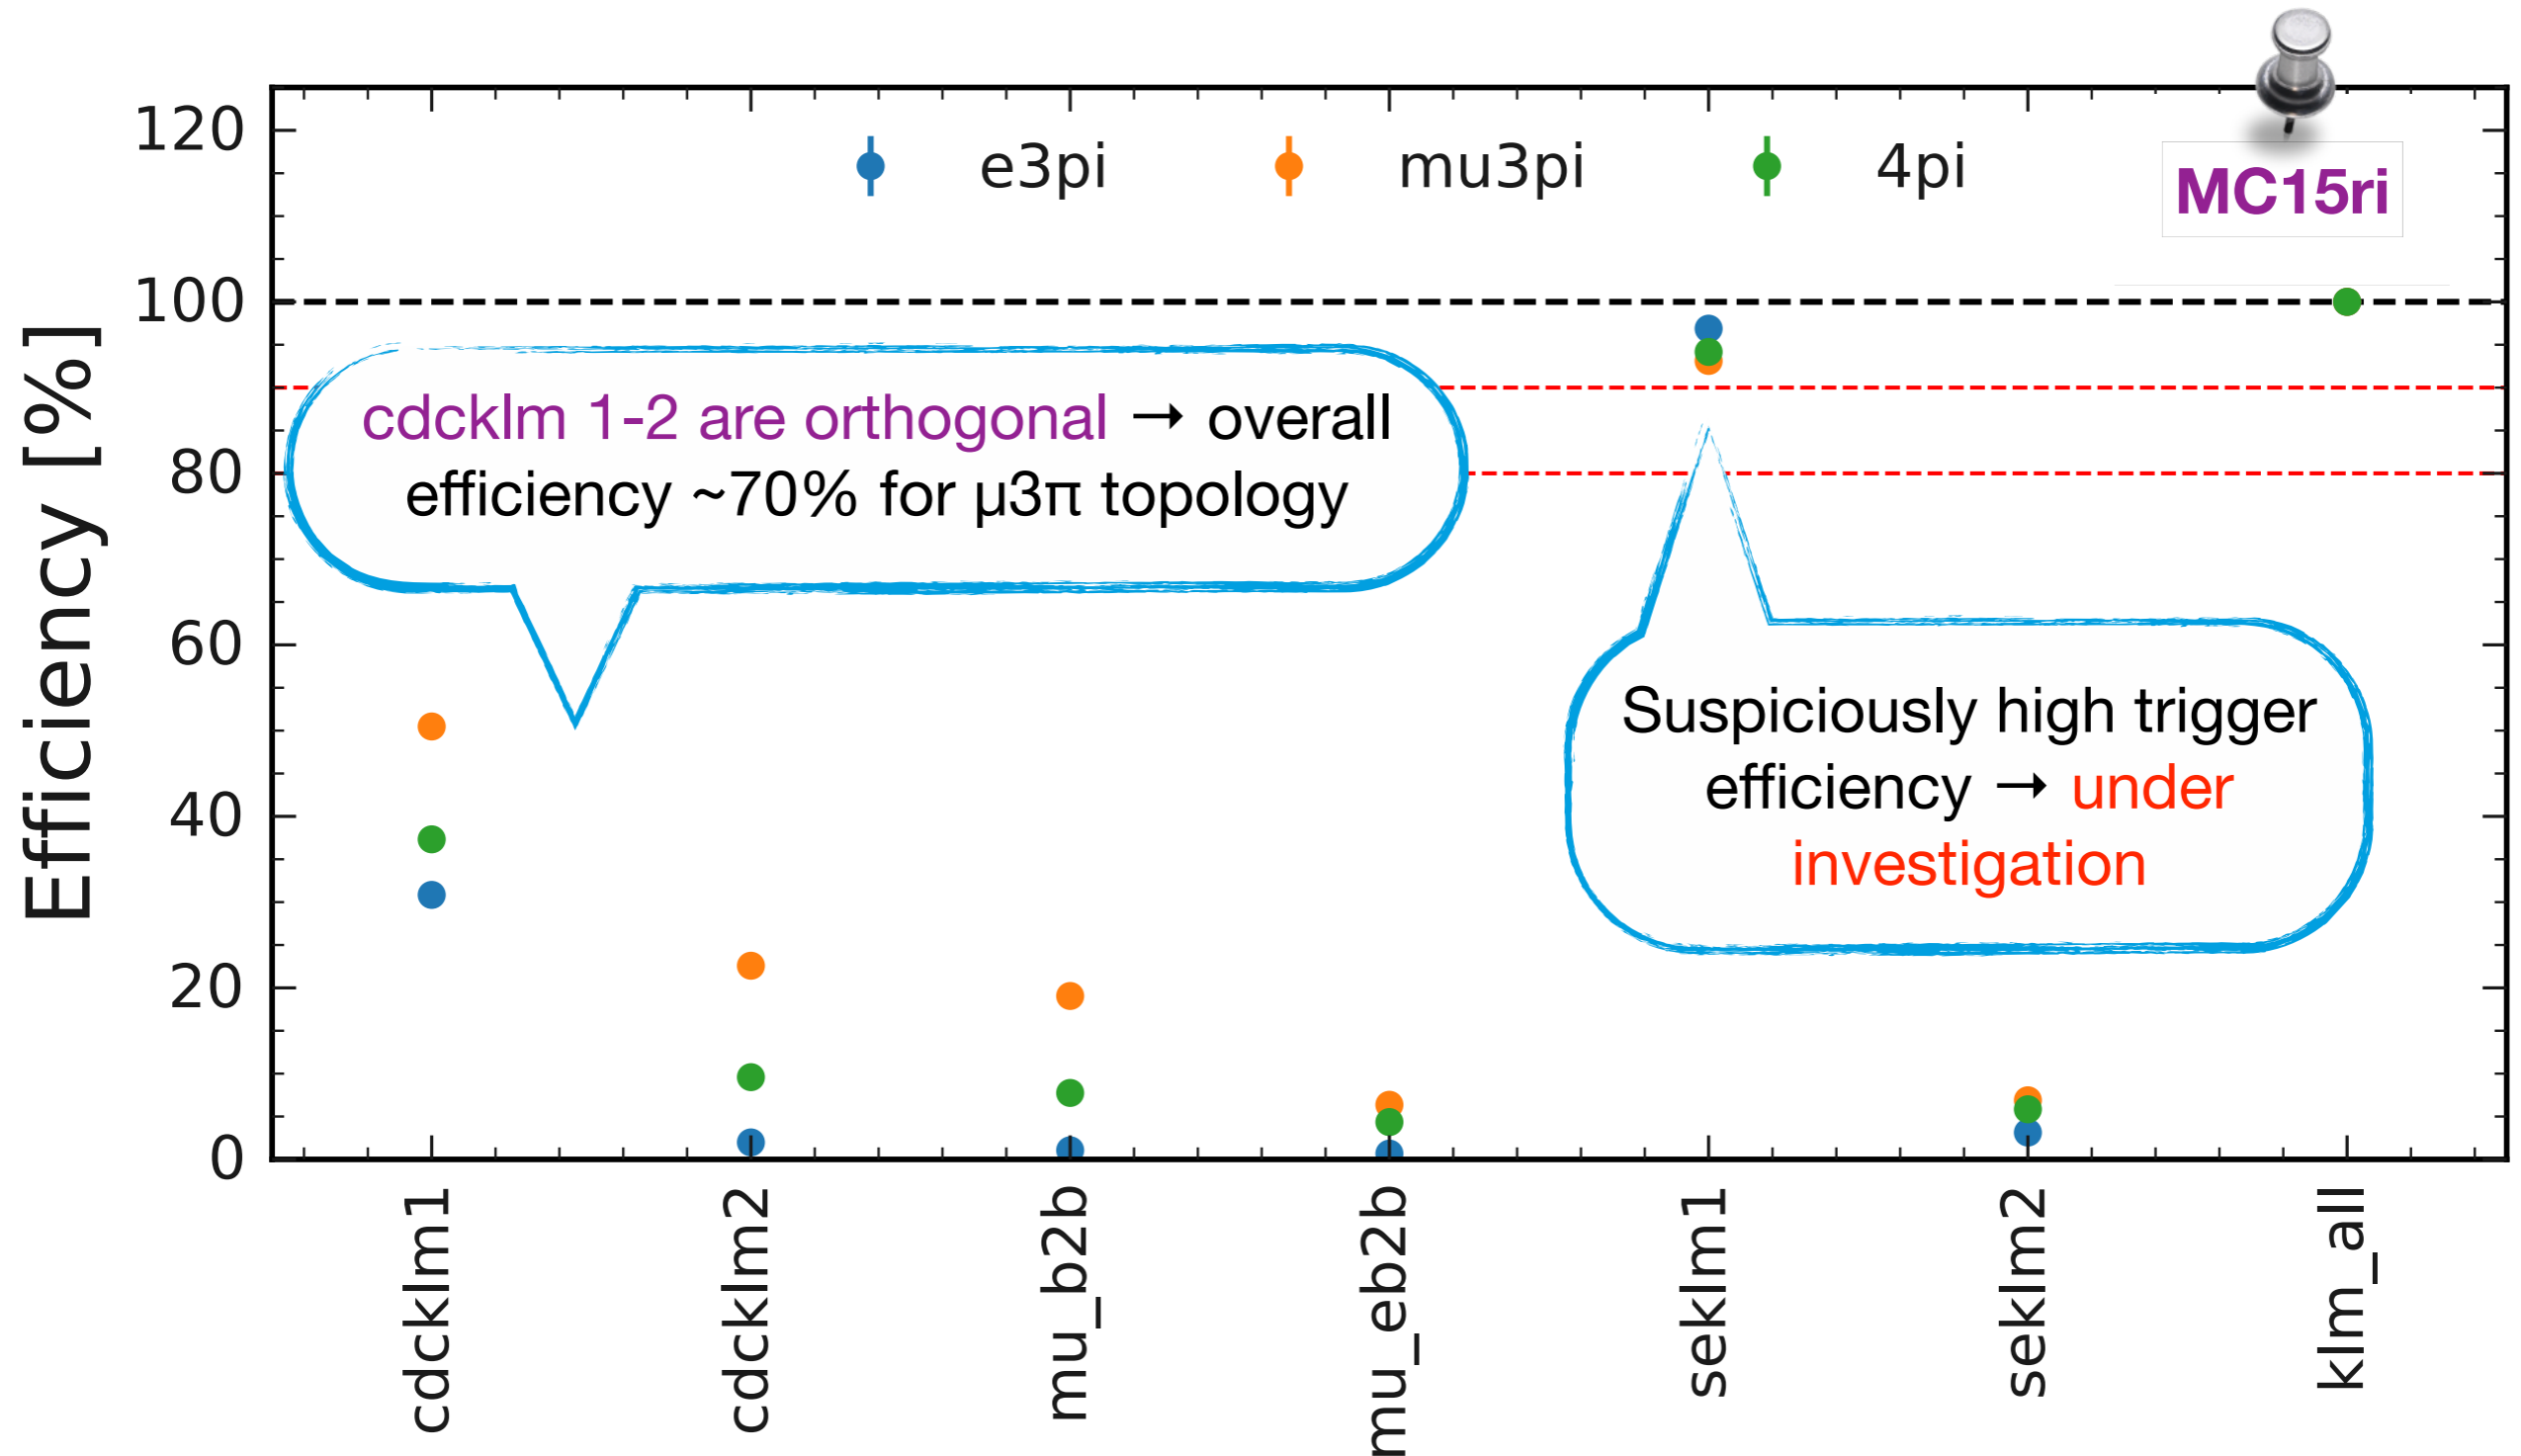 120
100
80
60
40
20
0
Efficiency [%]
e3pi mu3pi 4pi
MC15ri
cdcklm 1-2 are orthogonal → overall
efficiency ~70% for μ3π topology
Suspiciously high trigger
efficiency → under
investigation
cdcklm1
cdcklm2
mu_b2b
mu_eb2b
seklm1
seklm2
klm_all